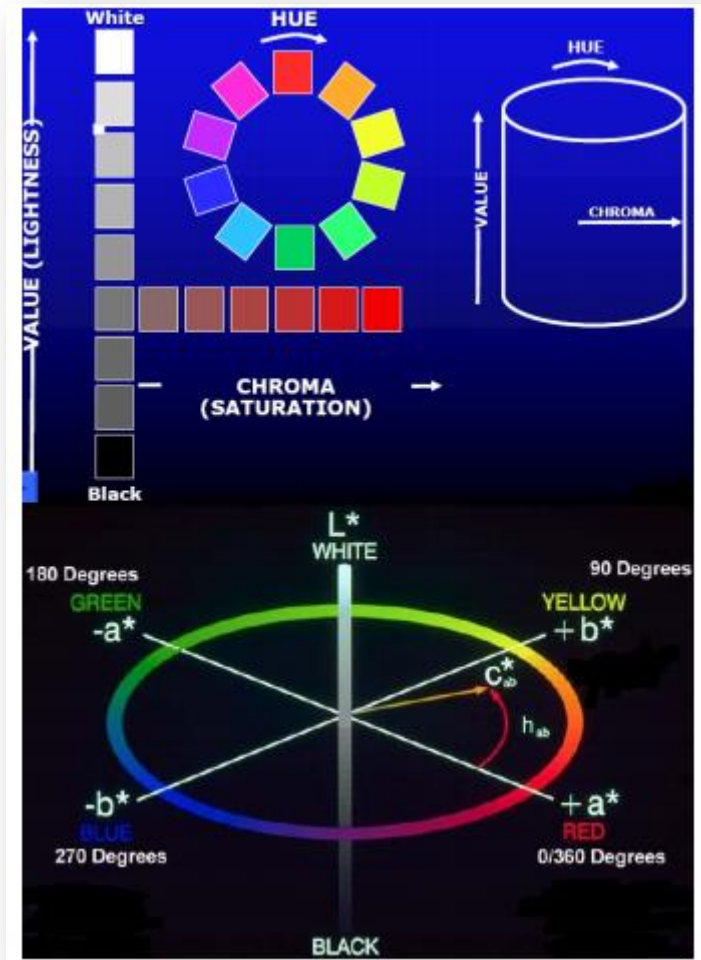 White
HUE
VALUE (LIGHTNESS)
HUE
VALUE
CHROMA
CHROMA
(SATURATION)
Black
L*
WHITE
180 Degrees
90 Degrees
GREEN
YELLOW
-a*
+b*
C*ab
hab
-b*
+a*
BLUE
RED
270 Degrees
0/360 Degrees
BLACK